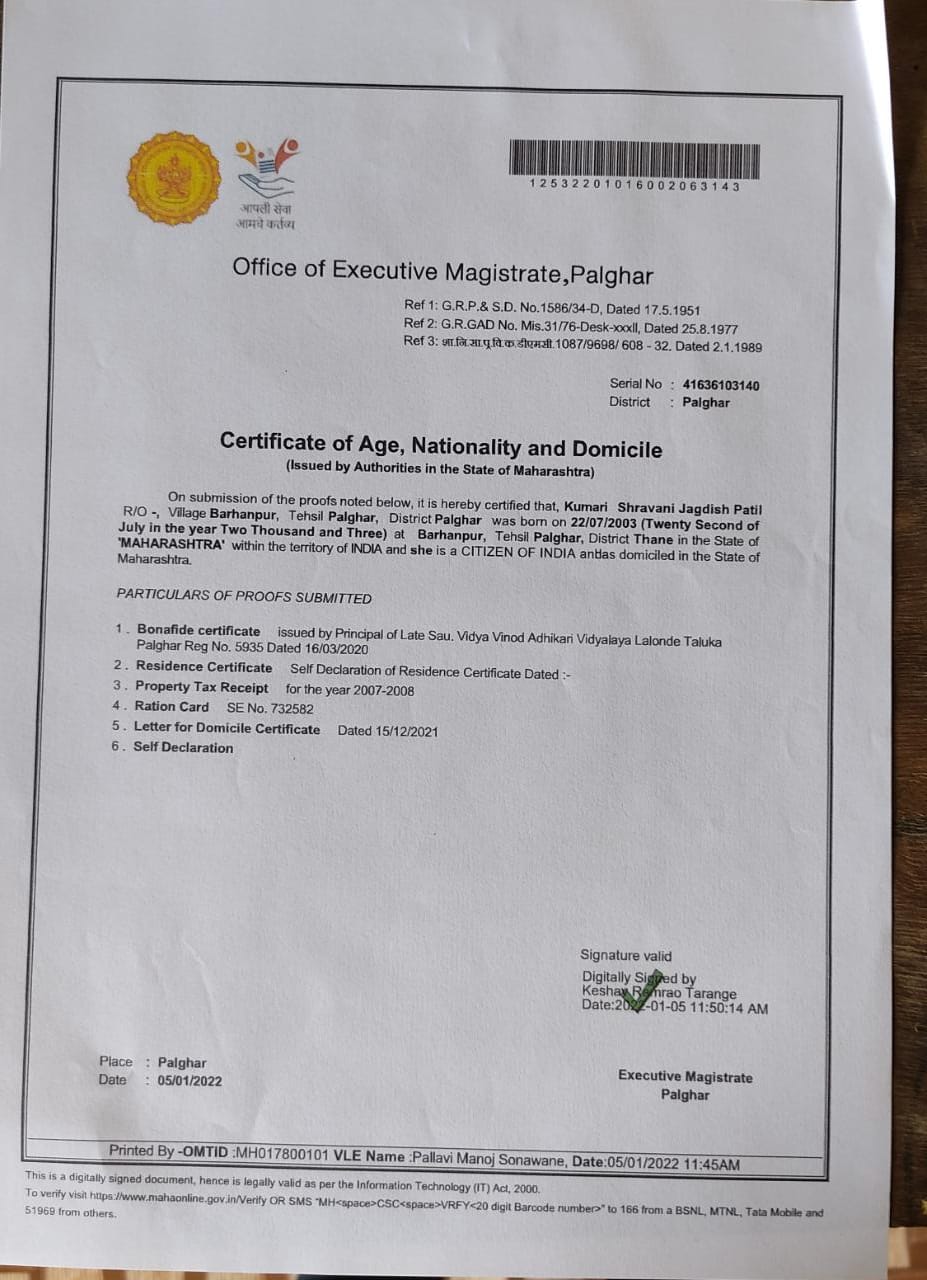 आपली सेवा
आमचे कर्तव्य
12532201016002063143
Office of Executive Magistrate,Palghar
Ref 1: G.R.P.& S.D. No.1586/34-D, Dated 17.5.1951
Ref 2: G.R.GAD No. Mis.31/76-Desk-xxxII, Dated 25.8.1977
Ref 3: शा.नि.सा.पू.वि.क.डीएमसी.1087/9698/ 608 - 32. Dated 2.1.1989
Serial No : 41636103140
District : Palghar
Certificate of Age, Nationality and Domicile
(Issued by Authorities in the State of Maharashtra)
On submission of the proofs noted below, it is hereby certified that, Kumari Shravani Jagdish Patil
R/O -, Village Barhanpur, Tehsil Palghar, District Palghar was born on 22/07/2003 (Twenty Second of
July in the year Two Thousand and Three) at Barhanpur, Tehsil Palghar, District Thane in the State of
'MAHARASHTRA' within the territory of INDIA and she is a CITIZEN OF INDIA andas domiciled in the State of
Maharashtra.
PARTICULARS OF PROOFS SUBMITTED
1 . Bonafide certificate issued by Principal of Late Sau. Vidya Vinod Adhikari Vidyalaya Lalonde Taluka
Palghar Reg No. 5935 Dated 16/03/2020
2 . Residence Certificate Self Declaration of Residence Certificate Dated :-
3 . Property Tax Receipt for the year 2007-2008
4 . Ration Card SE No. 732582
5 . Letter for Domicile Certificate Dated 15/12/2021
6 . Self Declaration
Signature valid
Digitally Signed by
Keshav Ramrao Tarange
Date:2022-01-05 11:50:14 AM
Place : Palghar
Date : 05/01/2022
Executive Magistrate
Palghar
Printed By -OMTID :MH017800101 VLE Name :Pallavi Manoj Sonawane, Date:05/01/2022 11:45AM
This is a digitally signed document, hence is legally valid as per the Information Technology (IT) Act, 2000.
To verify visit https://www.mahaonline.gov.in/Verify OR SMS "MH<space>CSC<space>VRFY<20 digit Barcode number>" to 166 from a BSNL, MTNL, Tata Mobile and
51969 from others.